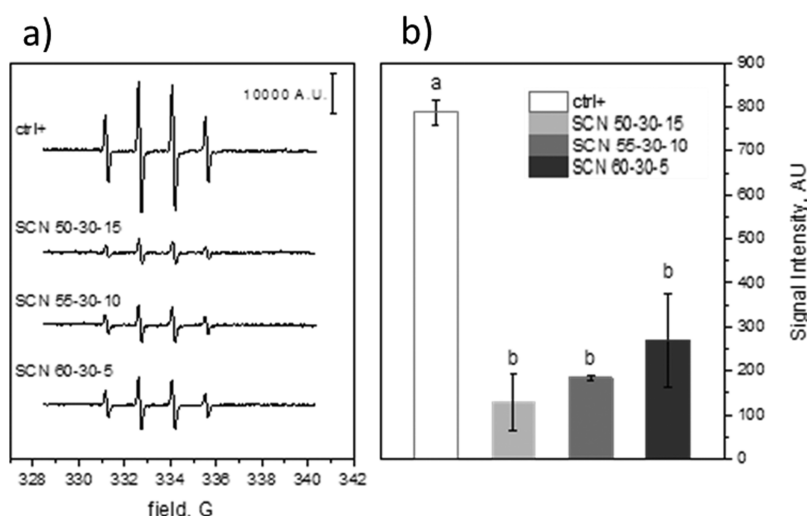 a)
10000 A.U.
ctrl+
SCN 50-30-15
SCN 55-30-10
SCN 60-30-5
328 330 332 334 336 338 340 342
field, G
b)
a
ctrl+
SCN 50-30-15
SCN 55-30-10
SCN 60-30-5
b
b
b
900
800
700
600
500
400
300
200
100
0
Signal Intensity, AU